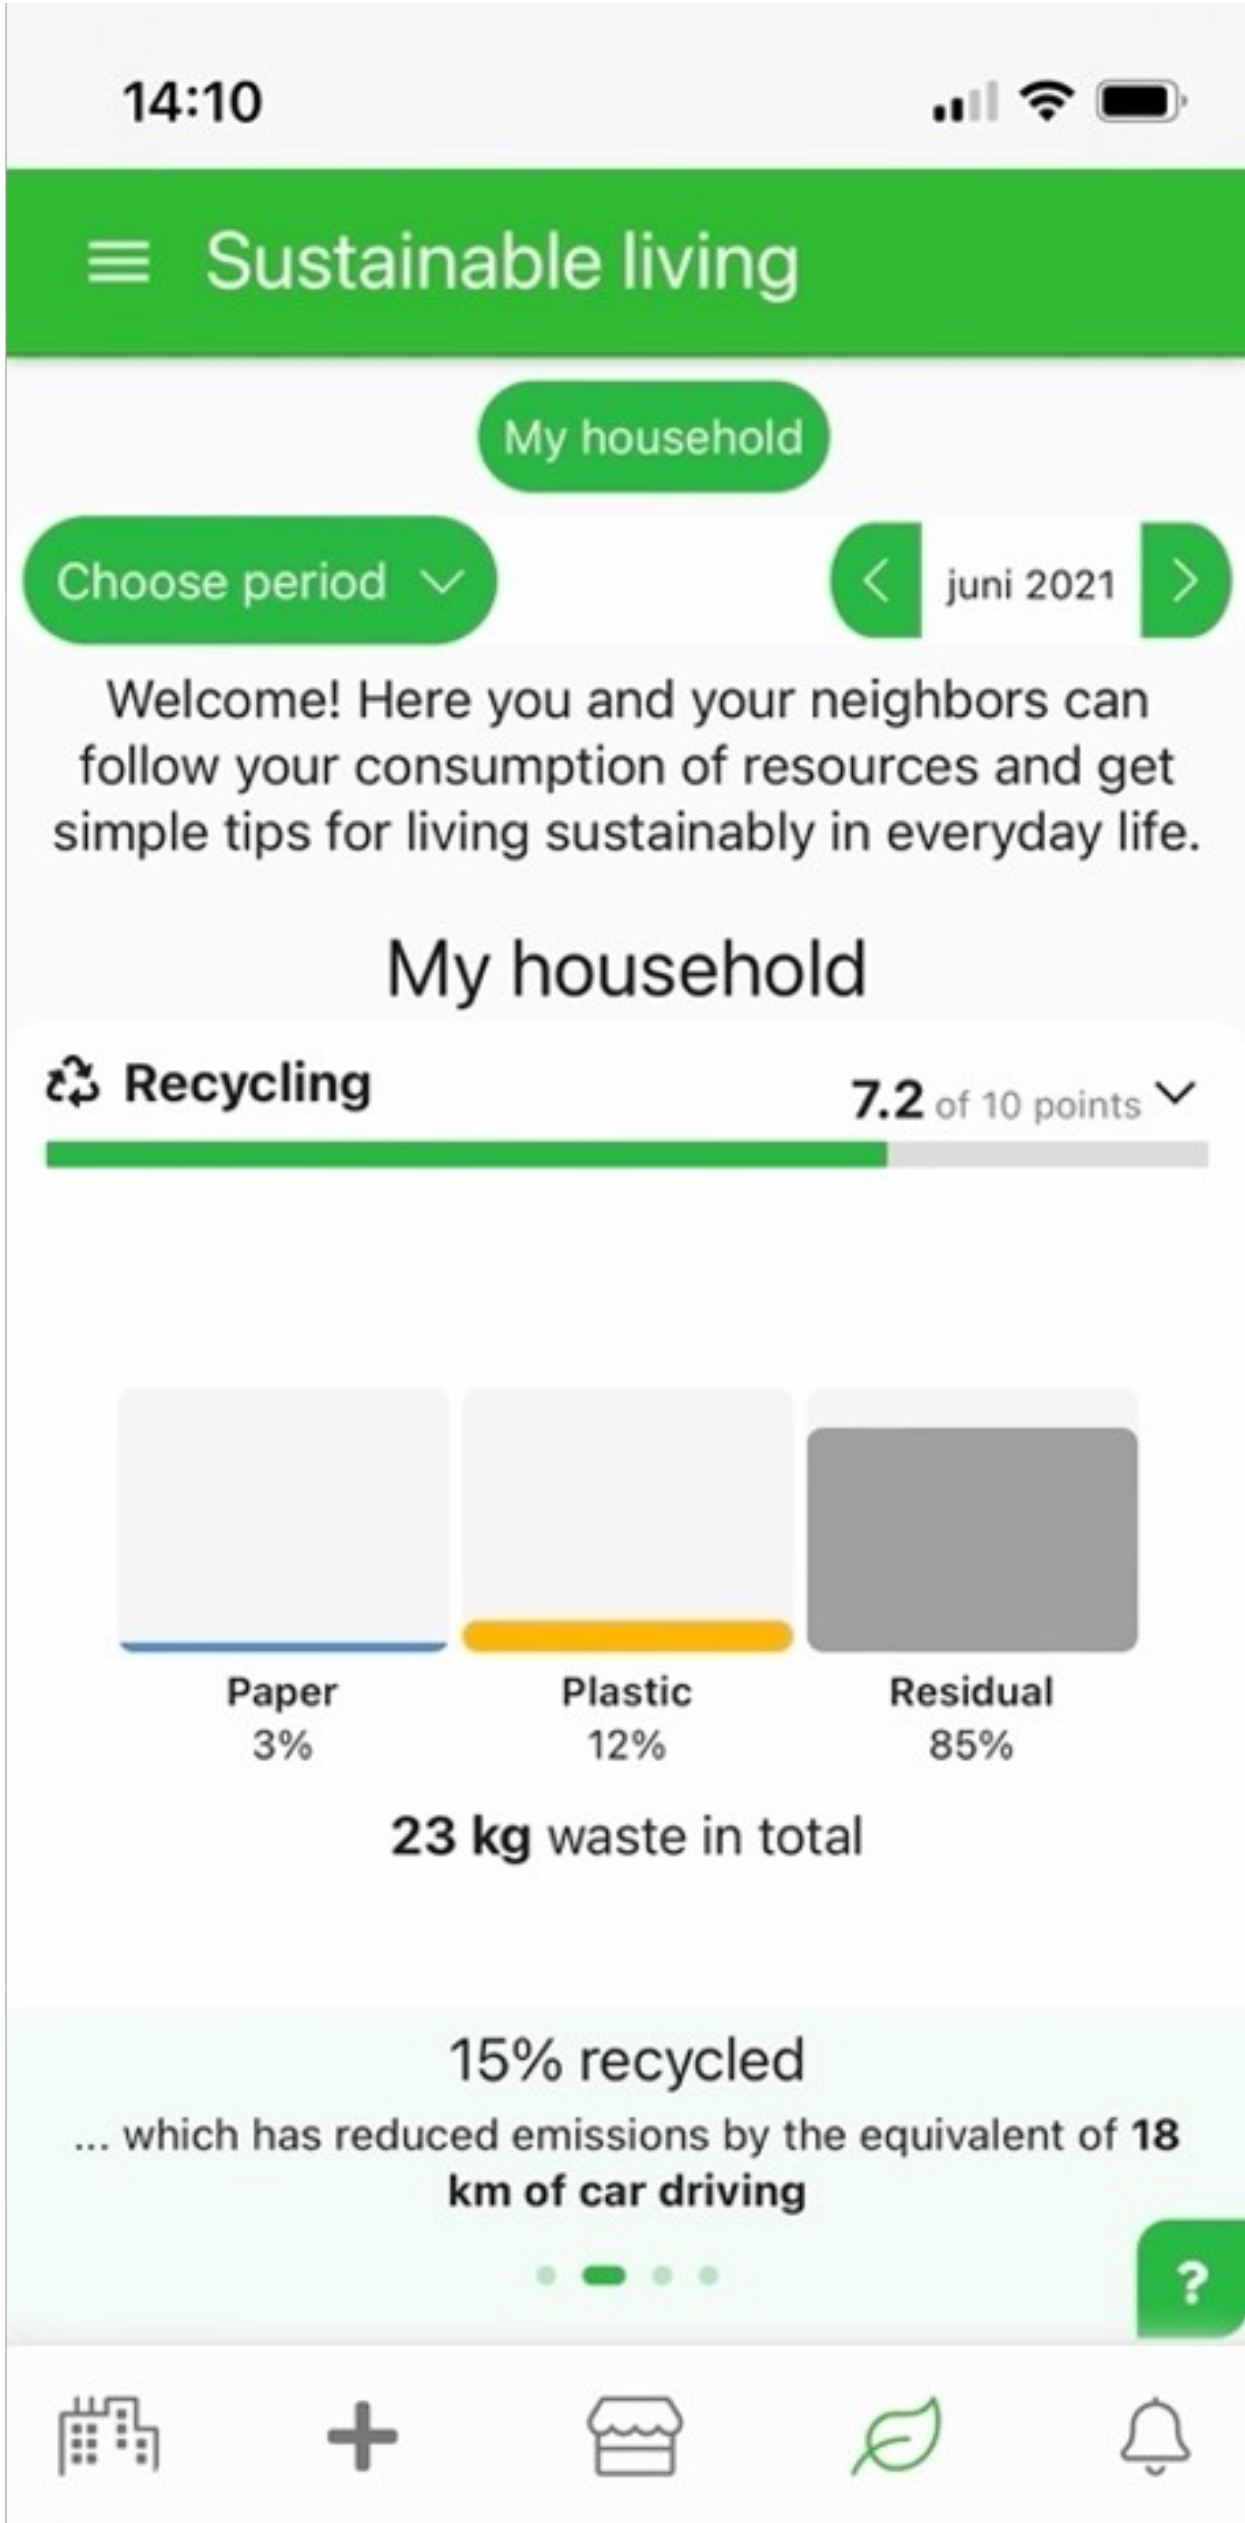 14:10
Sustainable living
My household
Choose period
juni 2021
Welcome! Here you and your neighbors can
follow your consumption of resources and get
simple tips for living sustainably in everyday life.
My household
Recycling
7.2 of 10 points
Paper
3%
Plastic
12%
Residual
85%
23 kg waste in total
15% recycled
... which has reduced emissions by the equivalent of 18
km of car driving
?